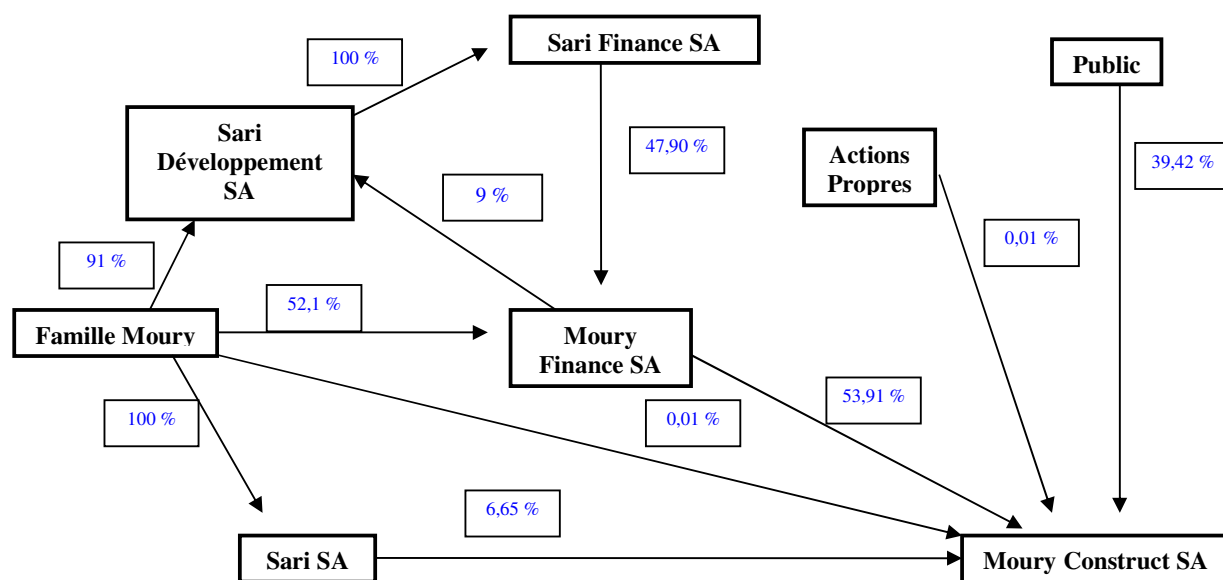 Sari Finance SA
100 %
Public
Sari
Développement
SA
47,90 %
Actions
Propres
39,42 %
9 %
0,01 %
91 %
52,1 %
Famille Moury
Moury
Finance SA
53,91 %
100 %
0,01 %
6,65 %
Sari SA
Moury Construct SA